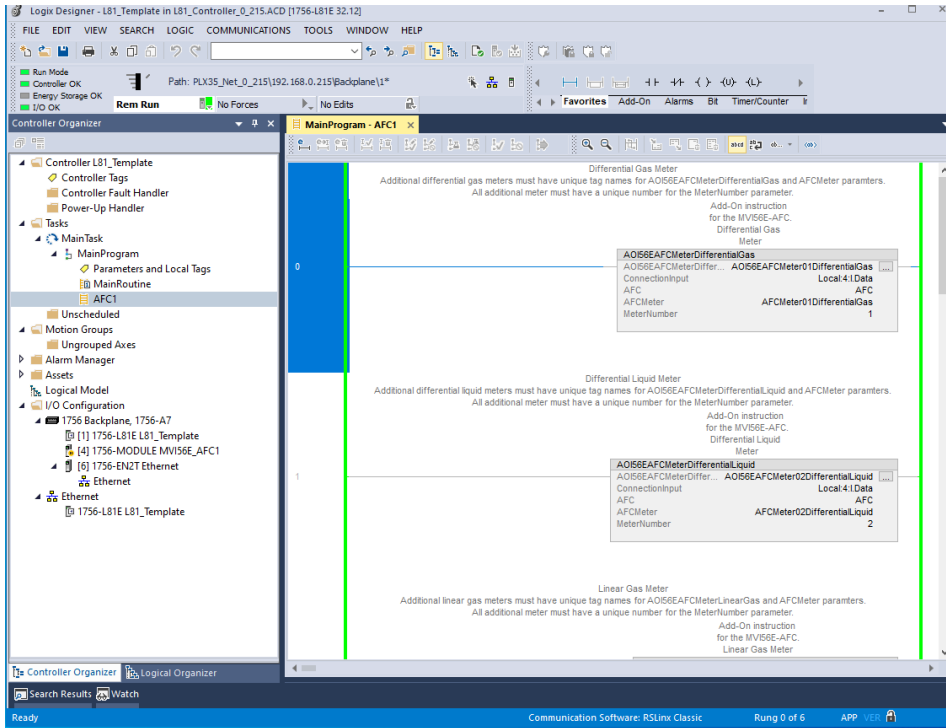 Logix Designer - L81_Template in L81_Controller_0_215.ACD [1756-L81E 32.12]
FILE EDIT VIEW SEARCH LOGIC COMMUNICATIONS TOOLS WINDOW HELP
Run Mode
Controller OK
Energy Storage OK
I/O OK
Path: PLX35_Net_0_215\192.168.0.215\Backplane\1*
Rem Run
No Forces
No Edits
Favorites Add-On Alarms Bit Timer/Counter
Controller Organizer
Controller L81_Template
Controller Tags
Controller Fault Handler
Power-Up Handler
Tasks
MainTask
MainProgram
Parameters and Local Tags
MainRoutine
AFC1
Unscheduled
Motion Groups
Ungrouped Axes
Alarm Manager
Assets
Logical Model
I/O Configuration
1756 Backplane, 1756-A7
[1] 1756-L81E L81_Template
[4] 1756-MODULE MVI56E_AFC1
[6] 1756-EN2T Ethernet
Ethernet
Ethernet
1756-L81E L81_Template
Controller Organizer
Logical Organizer
MainProgram - AFC1
Differential Gas Meter
Additional differential gas meters must have unique tag names for AOI56EAFCMeterDifferentialGas and AFCMeter paramters.
All additional meter must have a unique number for the MeterNumber parameter.
Add-On instruction
for the MVI56E-AFC.
Differential Gas
Meter
0
AOI56EAFCMeterDifferentialGas
AOI56EAFCMeterDiffer... AOI56EAFCMeter01DifferentialGas ...
ConnectionInput Local:4:I.Data
AFC AFC
AFCMeter AFCMeter01DifferentialGas
MeterNumber 1
Differential Liquid Meter
Additional differential liquid meters must have unique tag names for AOI56EAFCMeterDifferentialLiquid and AFCMeter paramters.
All additional meter must have a unique number for the MeterNumber parameter.
Add-On instruction
for the MVI56E-AFC.
Differential Liquid
Meter
1
AOI56EAFCMeterDifferentialLiquid
AOI56EAFCMeterDiffer... AOI56EAFCMeter02DifferentialLiquid ...
ConnectionInput Local:4:I.Data
AFC AFC
AFCMeter AFCMeter02DifferentialLiquid
MeterNumber 2
Linear Gas Meter
Additional linear gas meters must have unique tag names for AOI56EAFCMeterLinearGas and AFCMeter paramters.
All additional meter must have a unique number for the MeterNumber parameter.
Add-On instruction
for the MVI56E-AFC.
Linear Gas Meter
Search Results
Watch
Ready
Communication Software: RSLinx Classic
Rung 0 of 6
APP VER